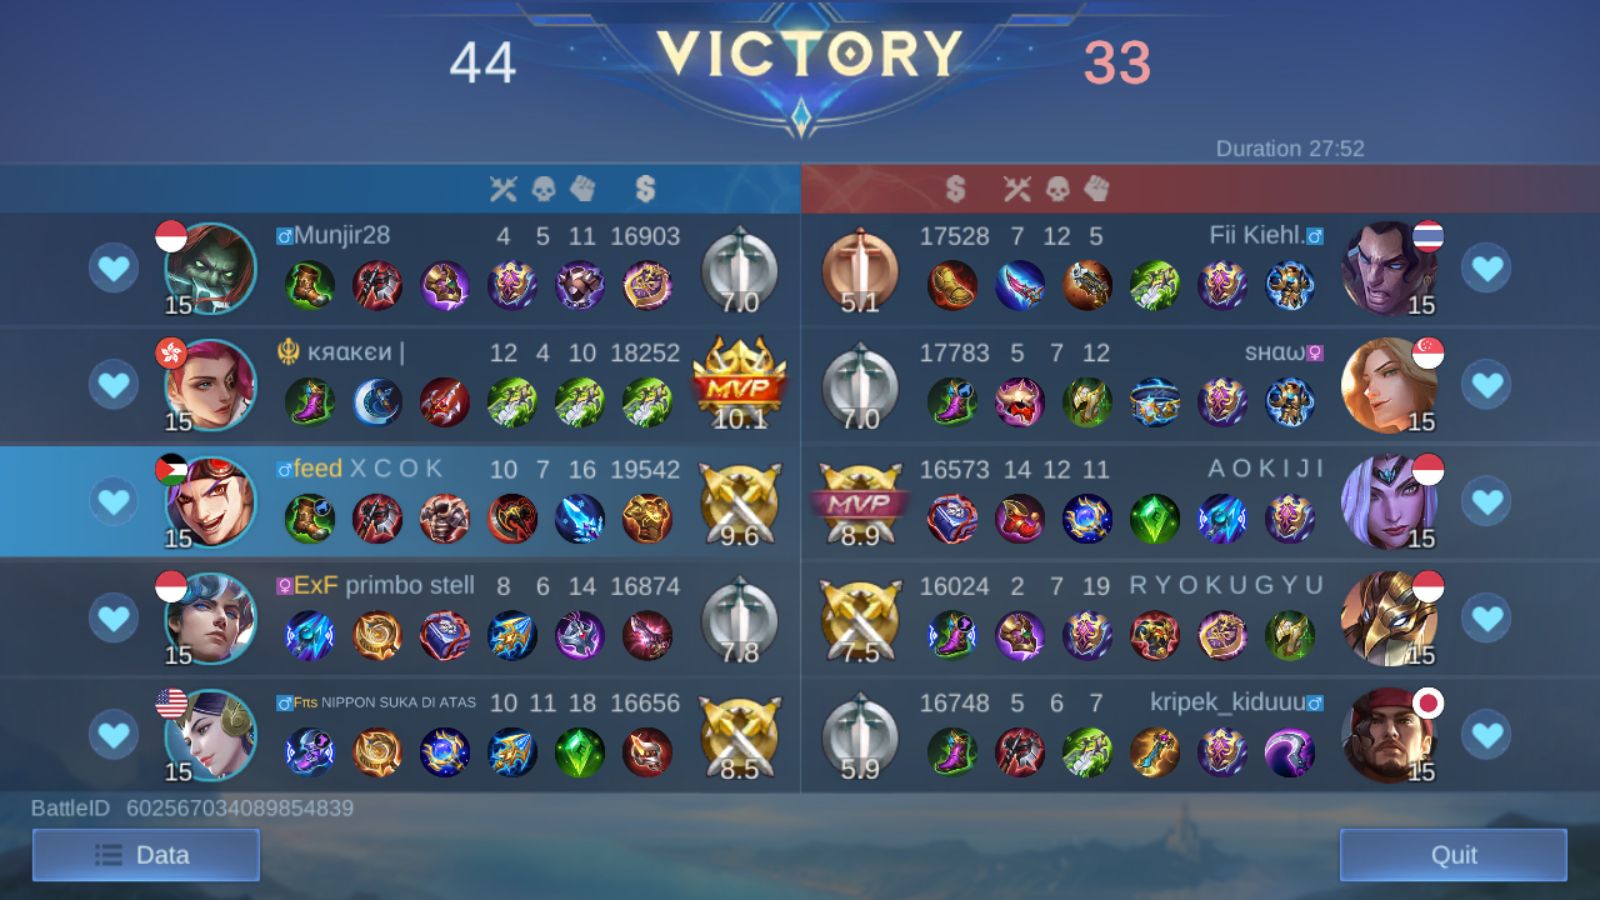 44 VICTORY 33
Duration 27:52
Munjir28 4 5 11 16903
15 7.0
кяαкєи | 12 4 10 18252
MVP
15 10.1
feed X C O K 10 7 16 19542
15 9.6
ExF primbo stell 8 6 14 16874
15 7.8
Fπs NIPPON SUKA DI ATAS 10 11 18 16656
15 8.5
17528 7 12 5 Fii Kiehl.
5.1 15
17783 5 7 12 sнαω
7.0 15
16573 14 12 11 A O K I J I
MVP
8.9 15
16024 2 7 19 R Y O K U G Y U
7.5 15
16748 5 6 7 kripek_kiduuu
5.9 15
BattleID 602567034089854839
Data
Quit